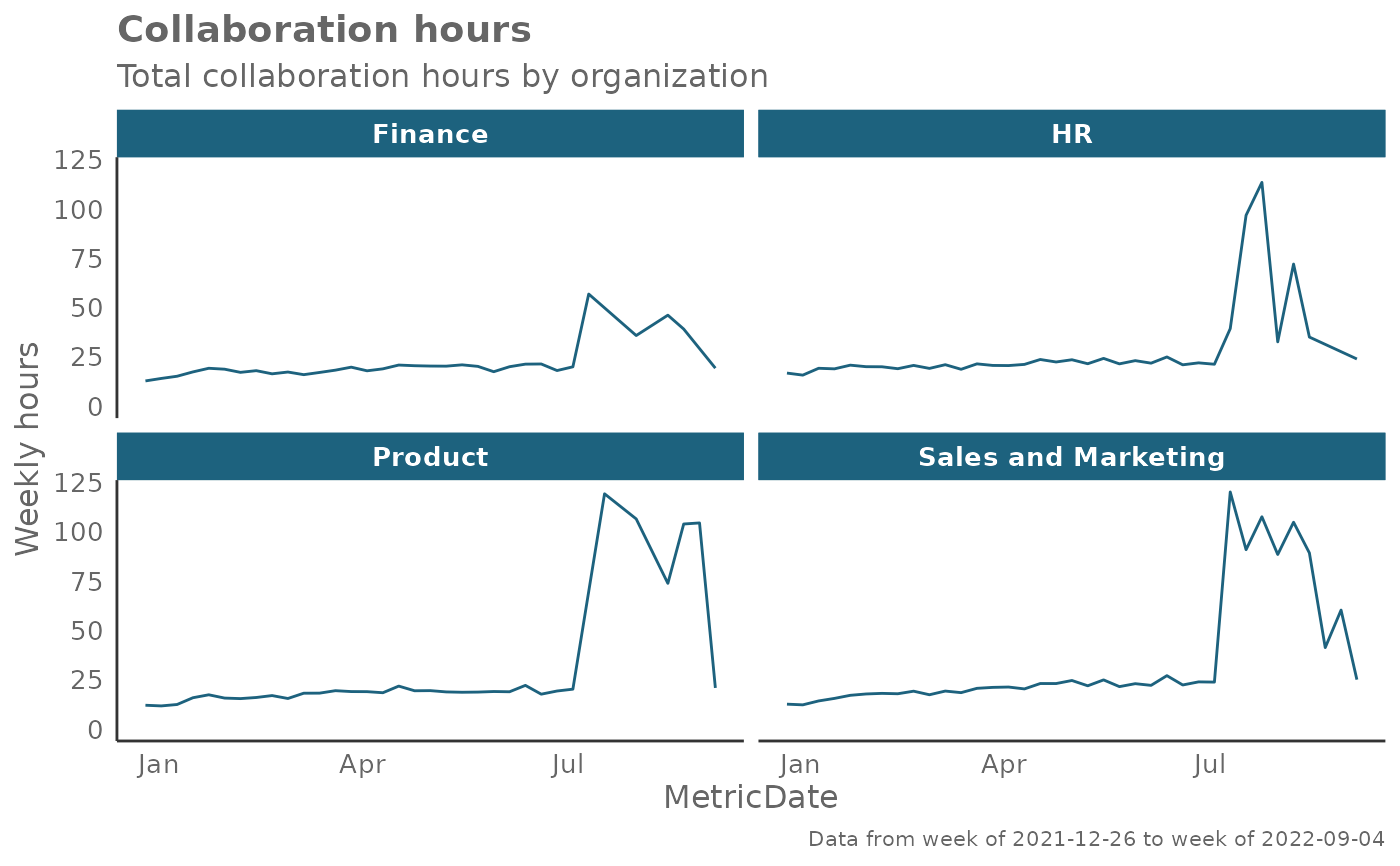 Collaboration hours
Total collaboration hours by organization
Finance
HR
125
100
75
50
25
0
Product
Sales and Marketing
125
100
75
50
25
0
Weekly hours
Jan Apr Jul
Jan Apr Jul
MetricDate
Data from week of 2021-12-26 to week of 2022-09-04